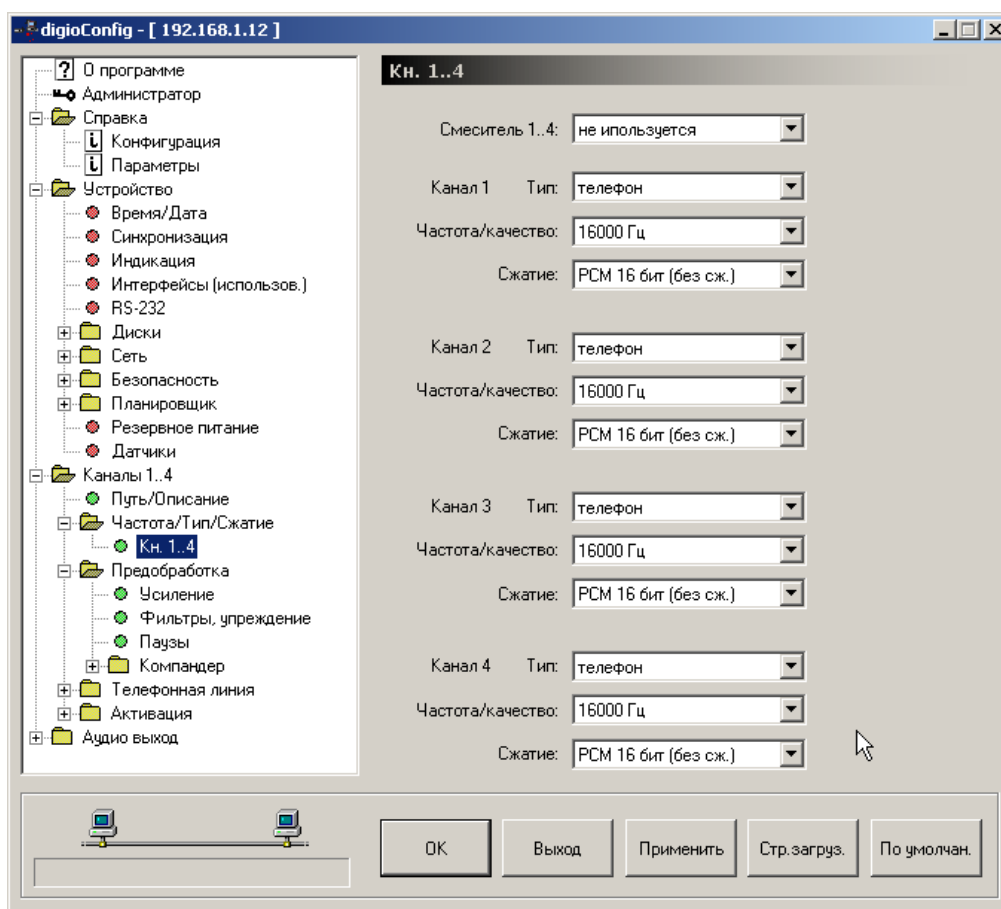 digioConfig - [ 192.168.1.12 ]
О программе
Администратор
Справка
Конфигурация
Параметры
Устройство
Время/Дата
Синхронизация
Индикация
Интерфейсы (использов.)
RS-232
Диски
Сеть
Безопасность
Планировщик
Резервное питание
Датчики
Каналы 1..4
Путь/Описание
Частота/Тип/Сжатие
Кн. 1..4
Предобработка
Усиление
Фильтры, упреждение
Паузы
Компандер
Телефонная линия
Активация
Аудио выход
Кн. 1..4
Смеситель 1..4: не ипользуется
Канал 1 Тип: телефон
Частота/качество: 16000 Гц
Сжатие: PCM 16 бит (без сж.)
Канал 2 Тип: телефон
Частота/качество: 16000 Гц
Сжатие: PCM 16 бит (без сж.)
Канал 3 Тип: телефон
Частота/качество: 16000 Гц
Сжатие: PCM 16 бит (без сж.)
Канал 4 Тип: телефон
Частота/качество: 16000 Гц
Сжатие: PCM 16 бит (без сж.)
OK Выход Применить Стр.загруз. По умолчан.